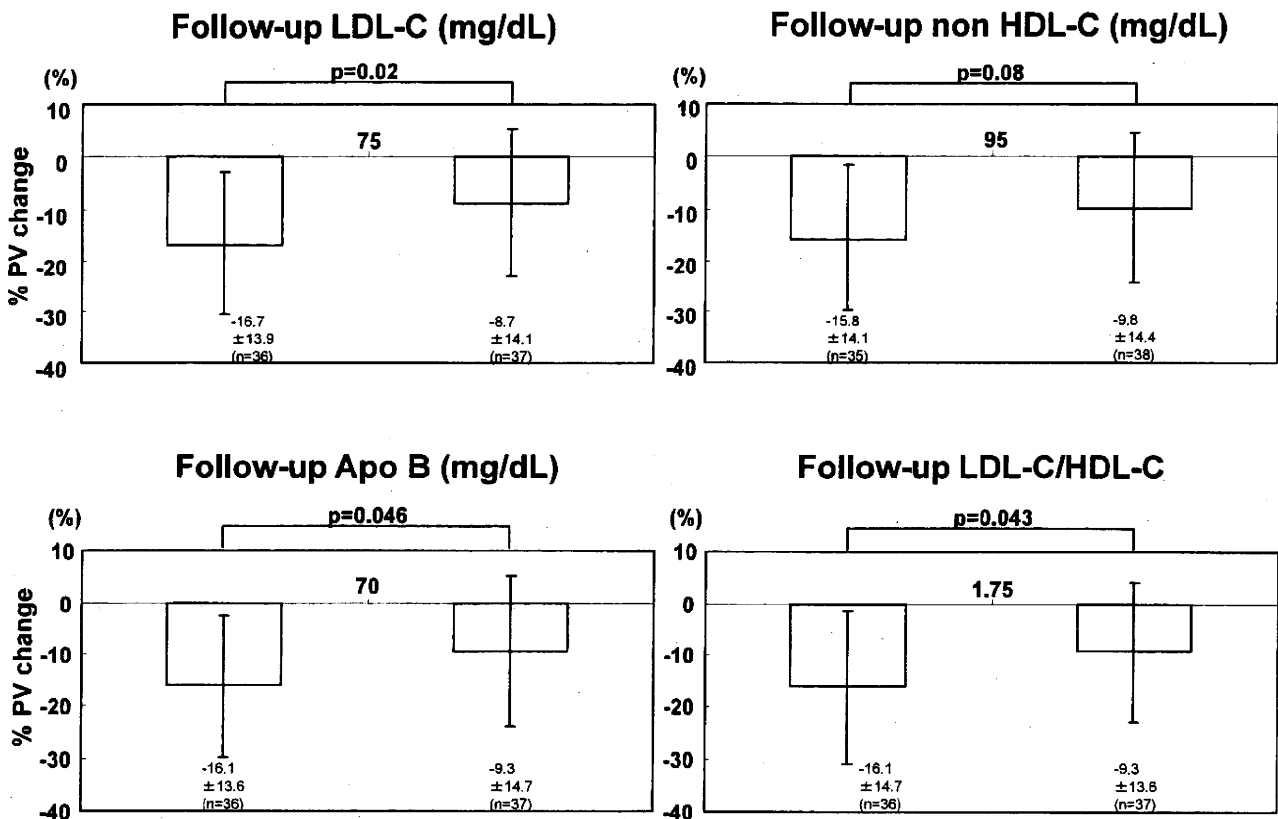 Follow-up LDL-C (mg/dL)
(%)
p=0.02
10
0
-10
-20
-30
-40
% PV change
75
-16.7
±13.9
(n=36)
-8.7
±14.1
(n=37)
Follow-up non HDL-C (mg/dL)
(%)
p=0.08
10
0
-10
-20
-30
-40
95
-15.8
±14.1
(n=35)
-9.8
±14.4
(n=38)
Follow-up Apo B (mg/dL)
(%)
p=0.046
10
0
-10
-20
-30
-40
% PV change
70
-16.1
±13.6
(n=36)
-9.3
±14.7
(n=37)
Follow-up LDL-C/HDL-C
(%)
p=0.043
10
0
-10
-20
-30
-40
1.75
-16.1
±14.7
(n=36)
-9.3
±13.6
(n=37)